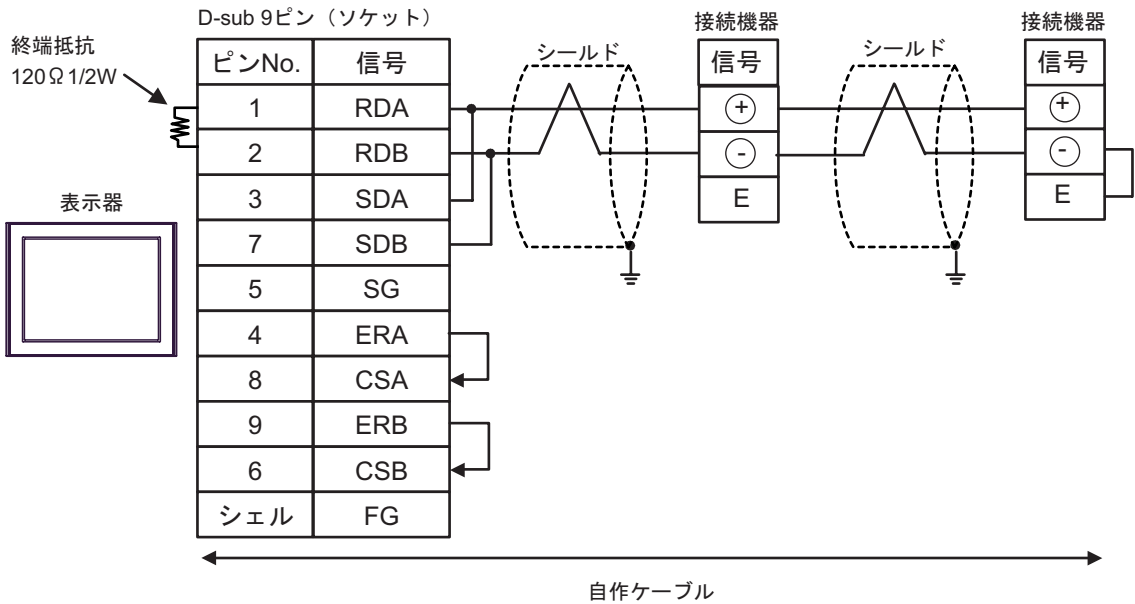 D-sub 9ピン（ソケット）
終端抵抗
120Ω1/2W
表示器
ピンNo. 信号
1 RDA
2 RDB
3 SDA
7 SDB
5 SG
4 ERA
8 CSA
9 ERB
6 CSB
シェル FG
シールド
接続機器
信号
+
-
E
シールド
接続機器
信号
+
-
E
自作ケーブル